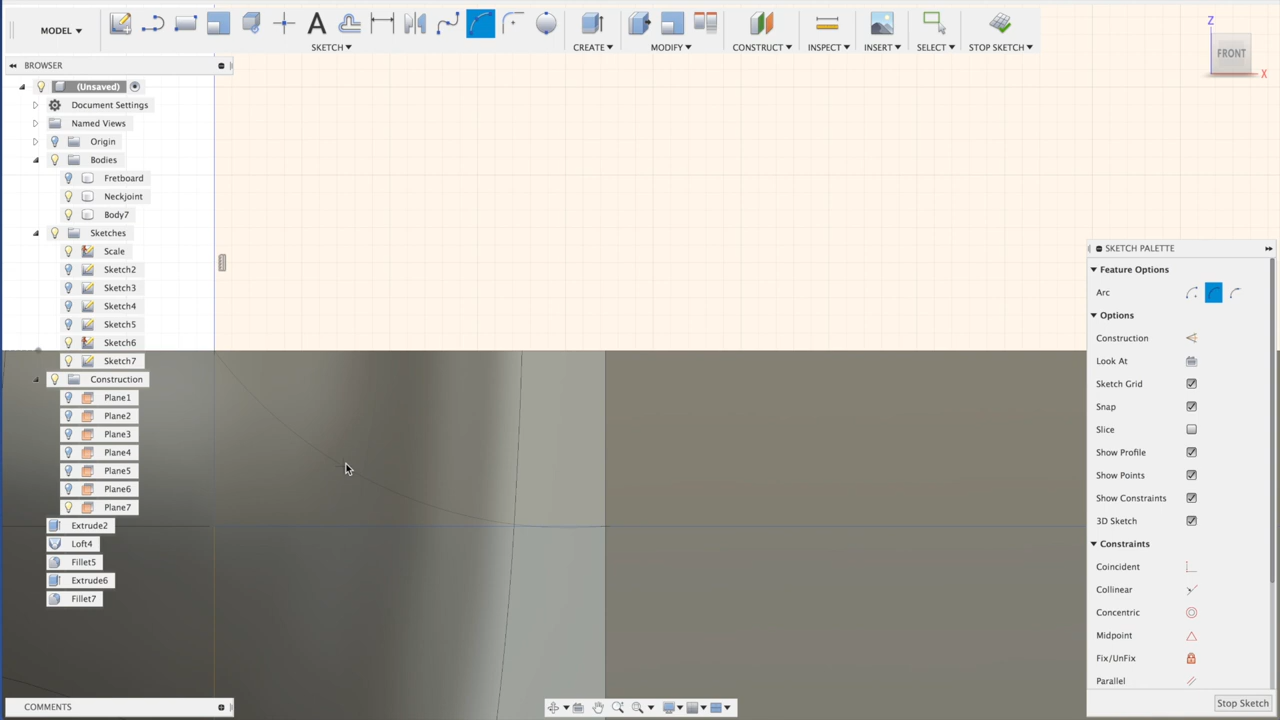 MODEL
SKETCH
CREATE
MODIFY
CONSTRUCT
INSPECT
INSERT
SELECT
STOP SKETCH
Z
FRONT
X
BROWSER
(Unsaved)
Document Settings
Named Views
Origin
Bodies
Fretboard
Neckjoint
Body7
Sketches
Scale
Sketch2
Sketch3
Sketch4
Sketch5
Sketch6
Sketch7
Construction
Plane1
Plane2
Plane3
Plane4
Plane5
Plane6
Plane7
Extrude2
Loft4
Fillet5
Extrude6
Fillet7
COMMENTS
SKETCH PALETTE
Feature Options
Arc
Options
Construction
Look At
Sketch Grid
Snap
Slice
Show Profile
Show Points
Show Constraints
3D Sketch
Constraints
Coincident
Collinear
Concentric
Midpoint
Fix/UnFix
Parallel
Stop Sketch